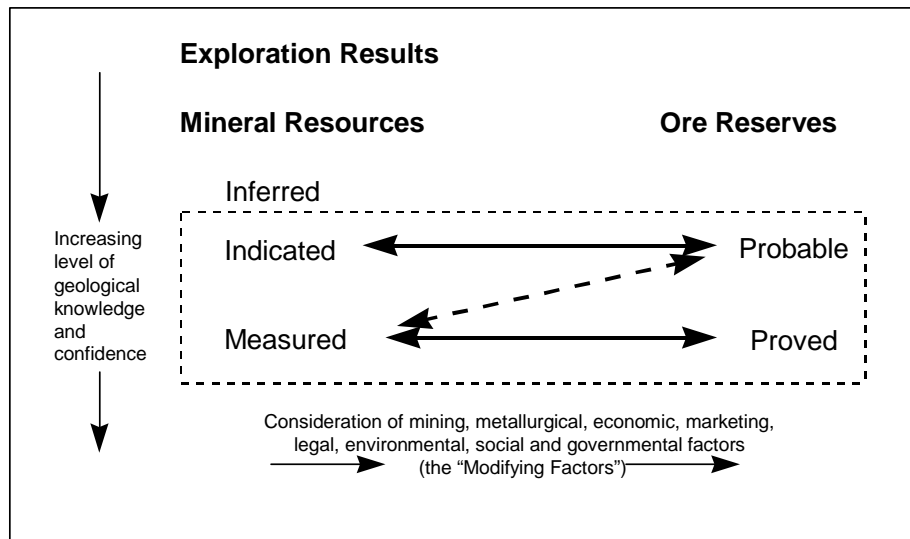 Exploration Results
Mineral Resources
Ore Reserves
Inferred
Increasing
level of
geological
knowledge
and
confidence
Indicated
Probable
Measured
Proved
Consideration of mining, metallurgical, economic, marketing,
legal, environmental, social and governmental factors
(the “Modifying Factors”)